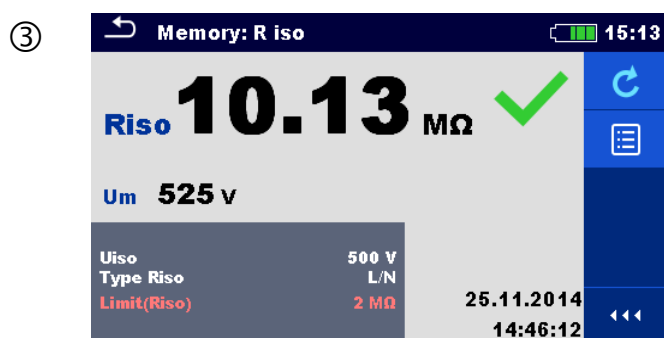 ③
Memory: R iso 15:13
Riso 10.13 MΩ
Um 525 V
Uiso 500 V
Type Riso L/N
Limit(Riso) 2 MΩ
25.11.2014
14:46:12